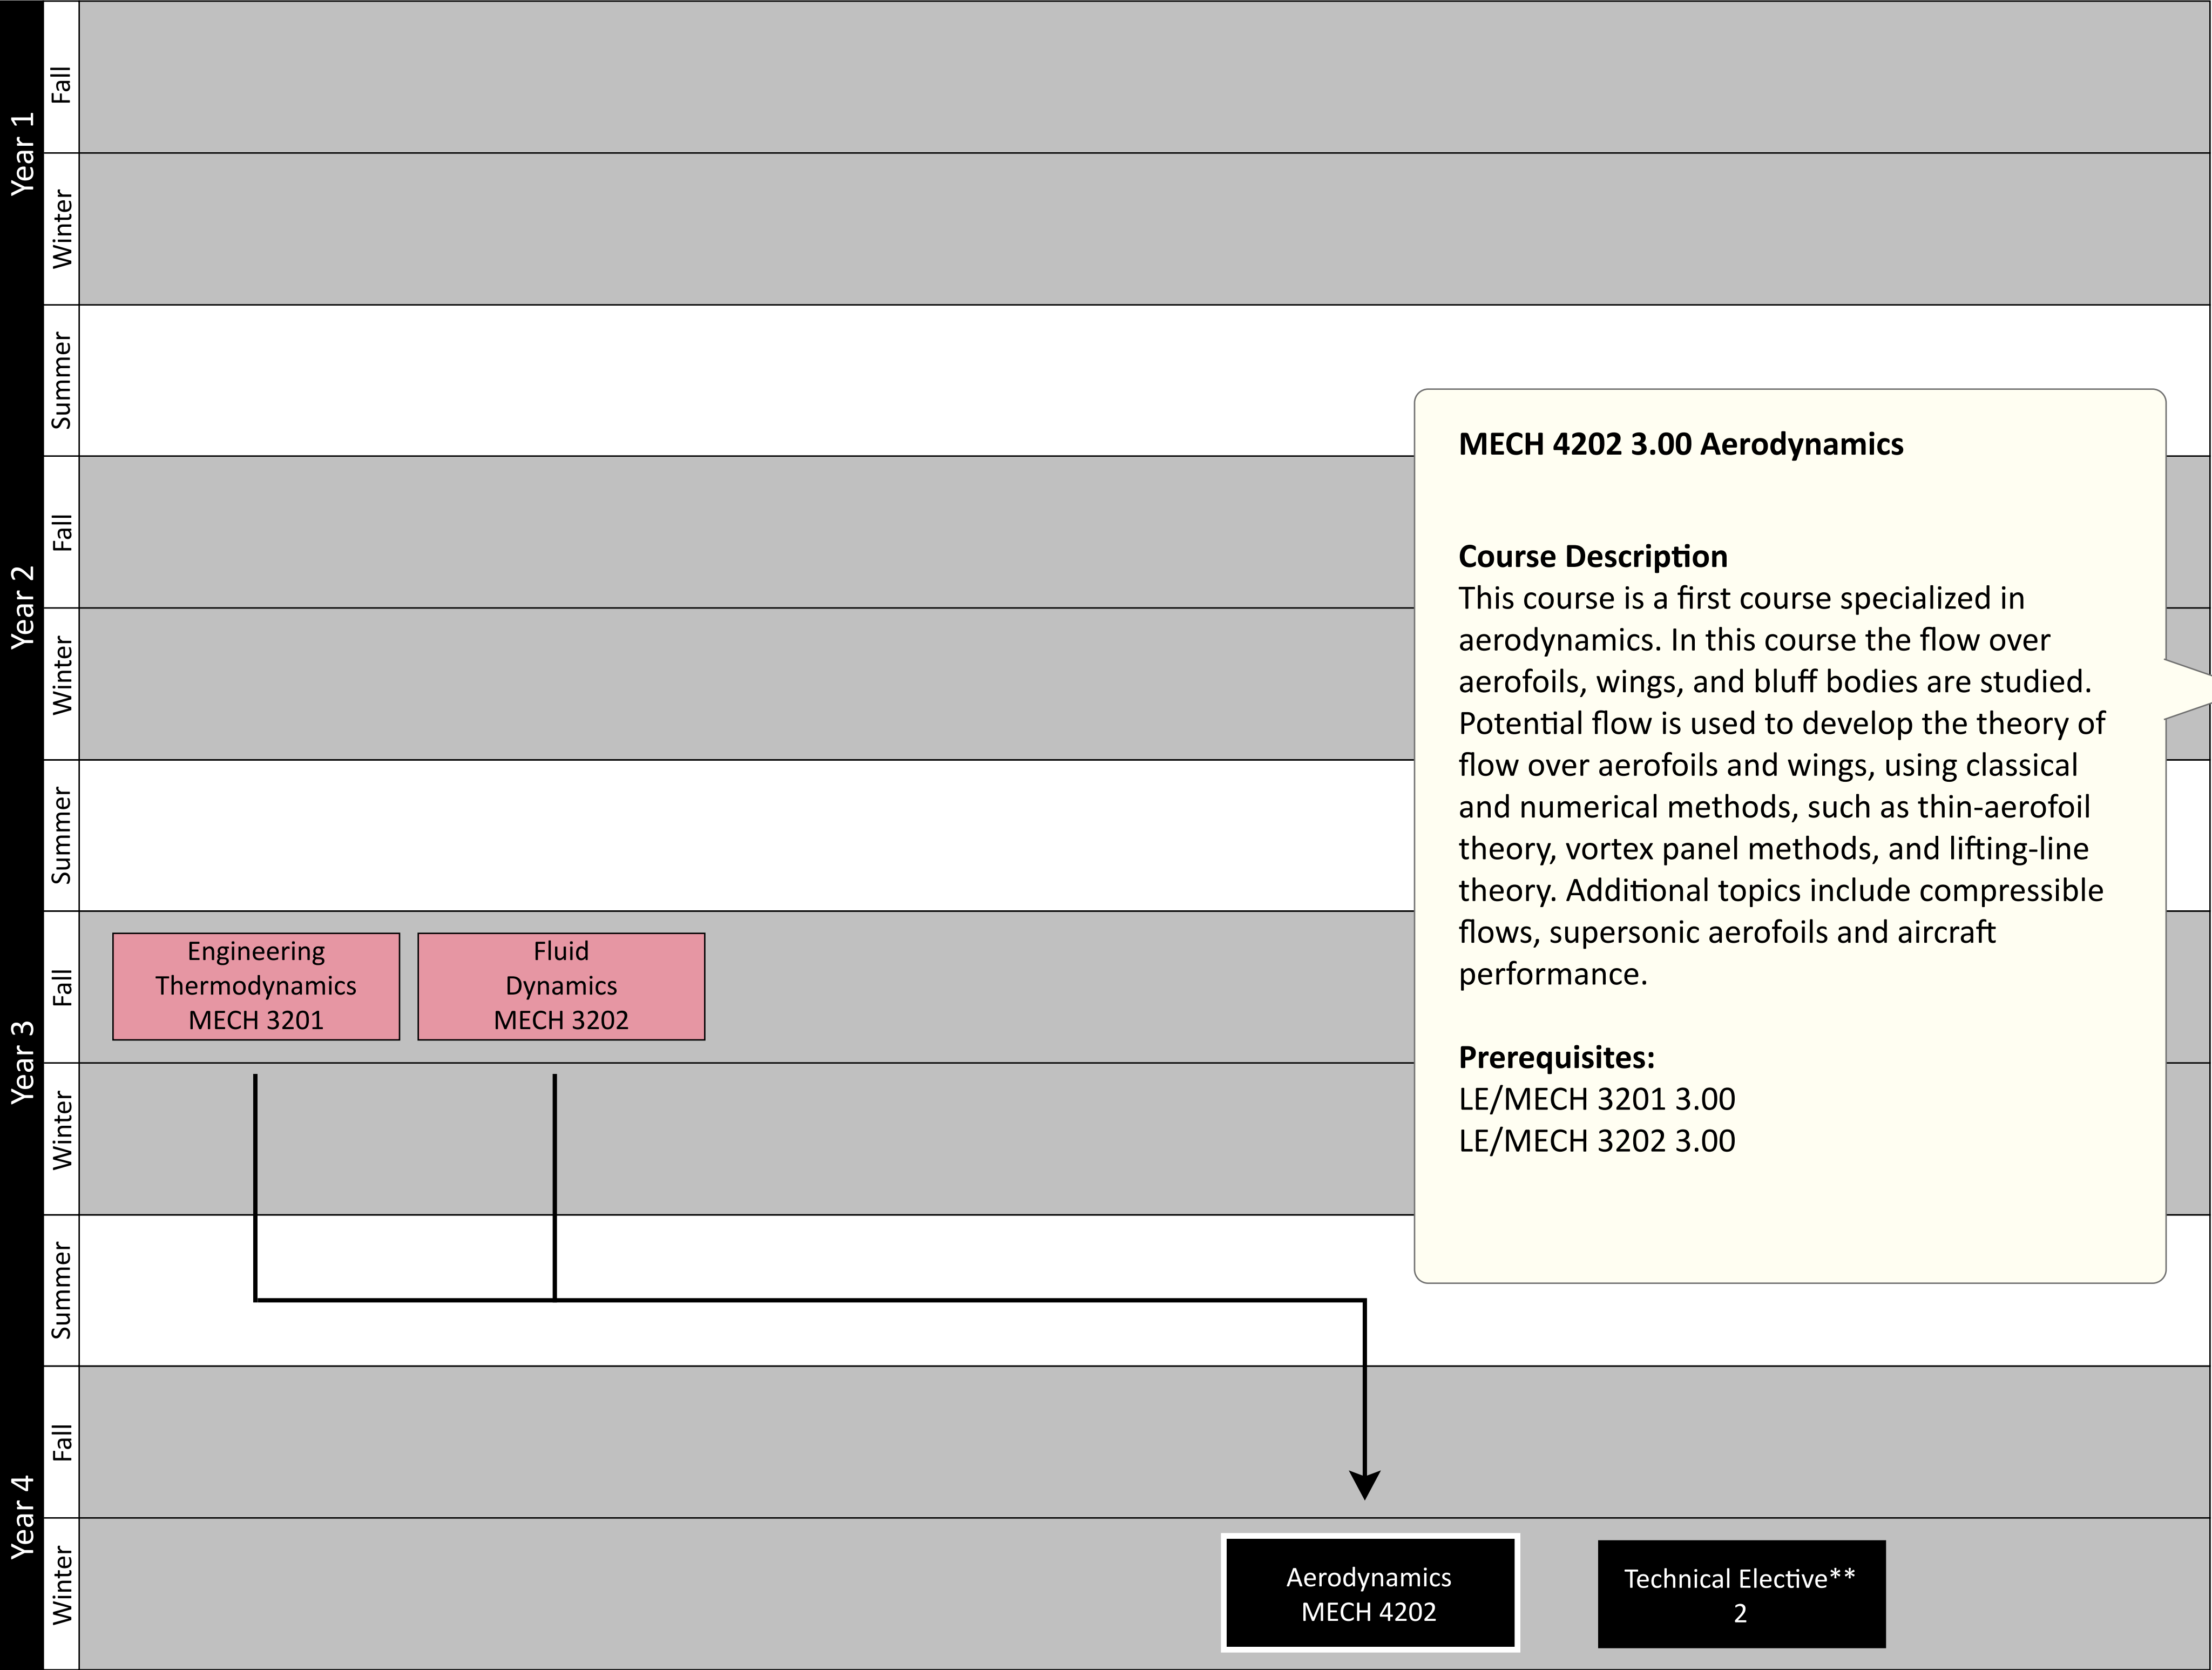 Year 1
Fall
Winter
Summer
Year 2
Fall
Winter
Summer
Year 3
Fall
Winter
Summer
Year 4
Fall
Winter
MECH 4202 3.00 Aerodynamics
Course Description
This course is a first course specialized in
aerodynamics. In this course the flow over
aerofoils, wings, and bluff bodies are studied.
Potential flow is used to develop the theory of
flow over aerofoils and wings, using classical
and numerical methods, such as thin-aerofoil
theory, vortex panel methods, and lifting-line
theory. Additional topics include compressible
flows, supersonic aerofoils and aircraft
performance.
Prerequisites:
LE/MECH 3201 3.00
LE/MECH 3202 3.00
Engineering
Thermodynamics
MECH 3201
Fluid
Dynamics
MECH 3202
Aerodynamics
MECH 4202
Technical Elective**
2